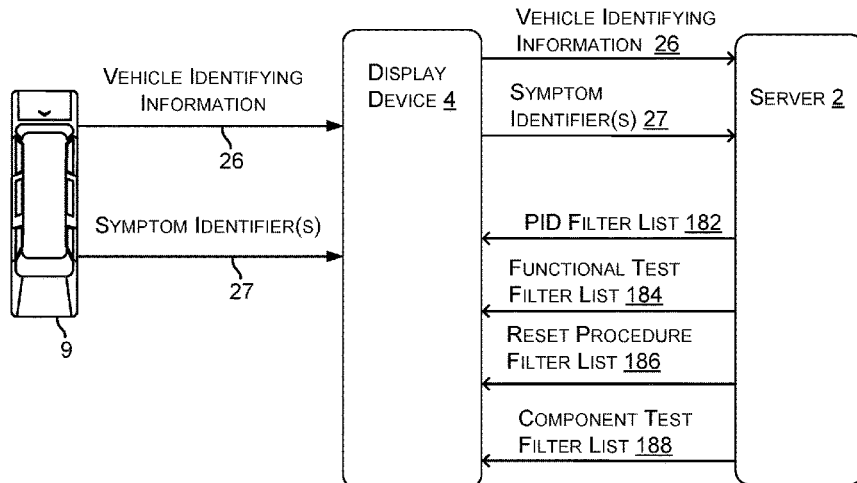 VEHICLE IDENTIFYING
INFORMATION
26
SYMPTOM IDENTIFIER(S)
27
9
DISPLAY
DEVICE 4
VEHICLE IDENTIFYING
INFORMATION 26
SYMPTOM
IDENTIFIER(S) 27
PID FILTER LIST 182
FUNCTIONAL TEST
FILTER LIST 184
RESET PROCEDURE
FILTER LIST 186
COMPONENT TEST
FILTER LIST 188
SERVER 2